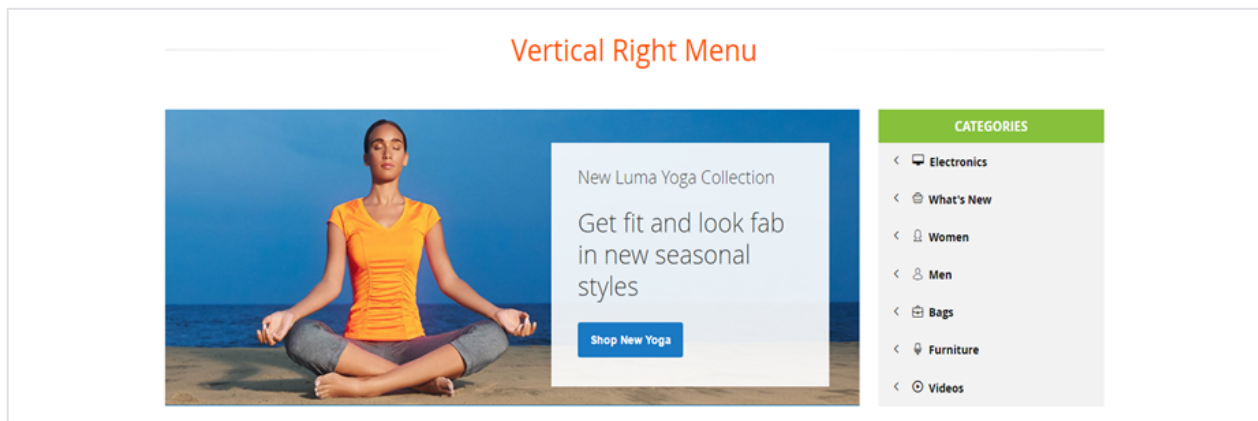 Vertical Right Menu
New Luma Yoga Collection
Get fit and look fab
in new seasonal
styles
Shop New Yoga
CATEGORIES
Electronics
What's New
Women
Men
Bags
Furniture
Videos